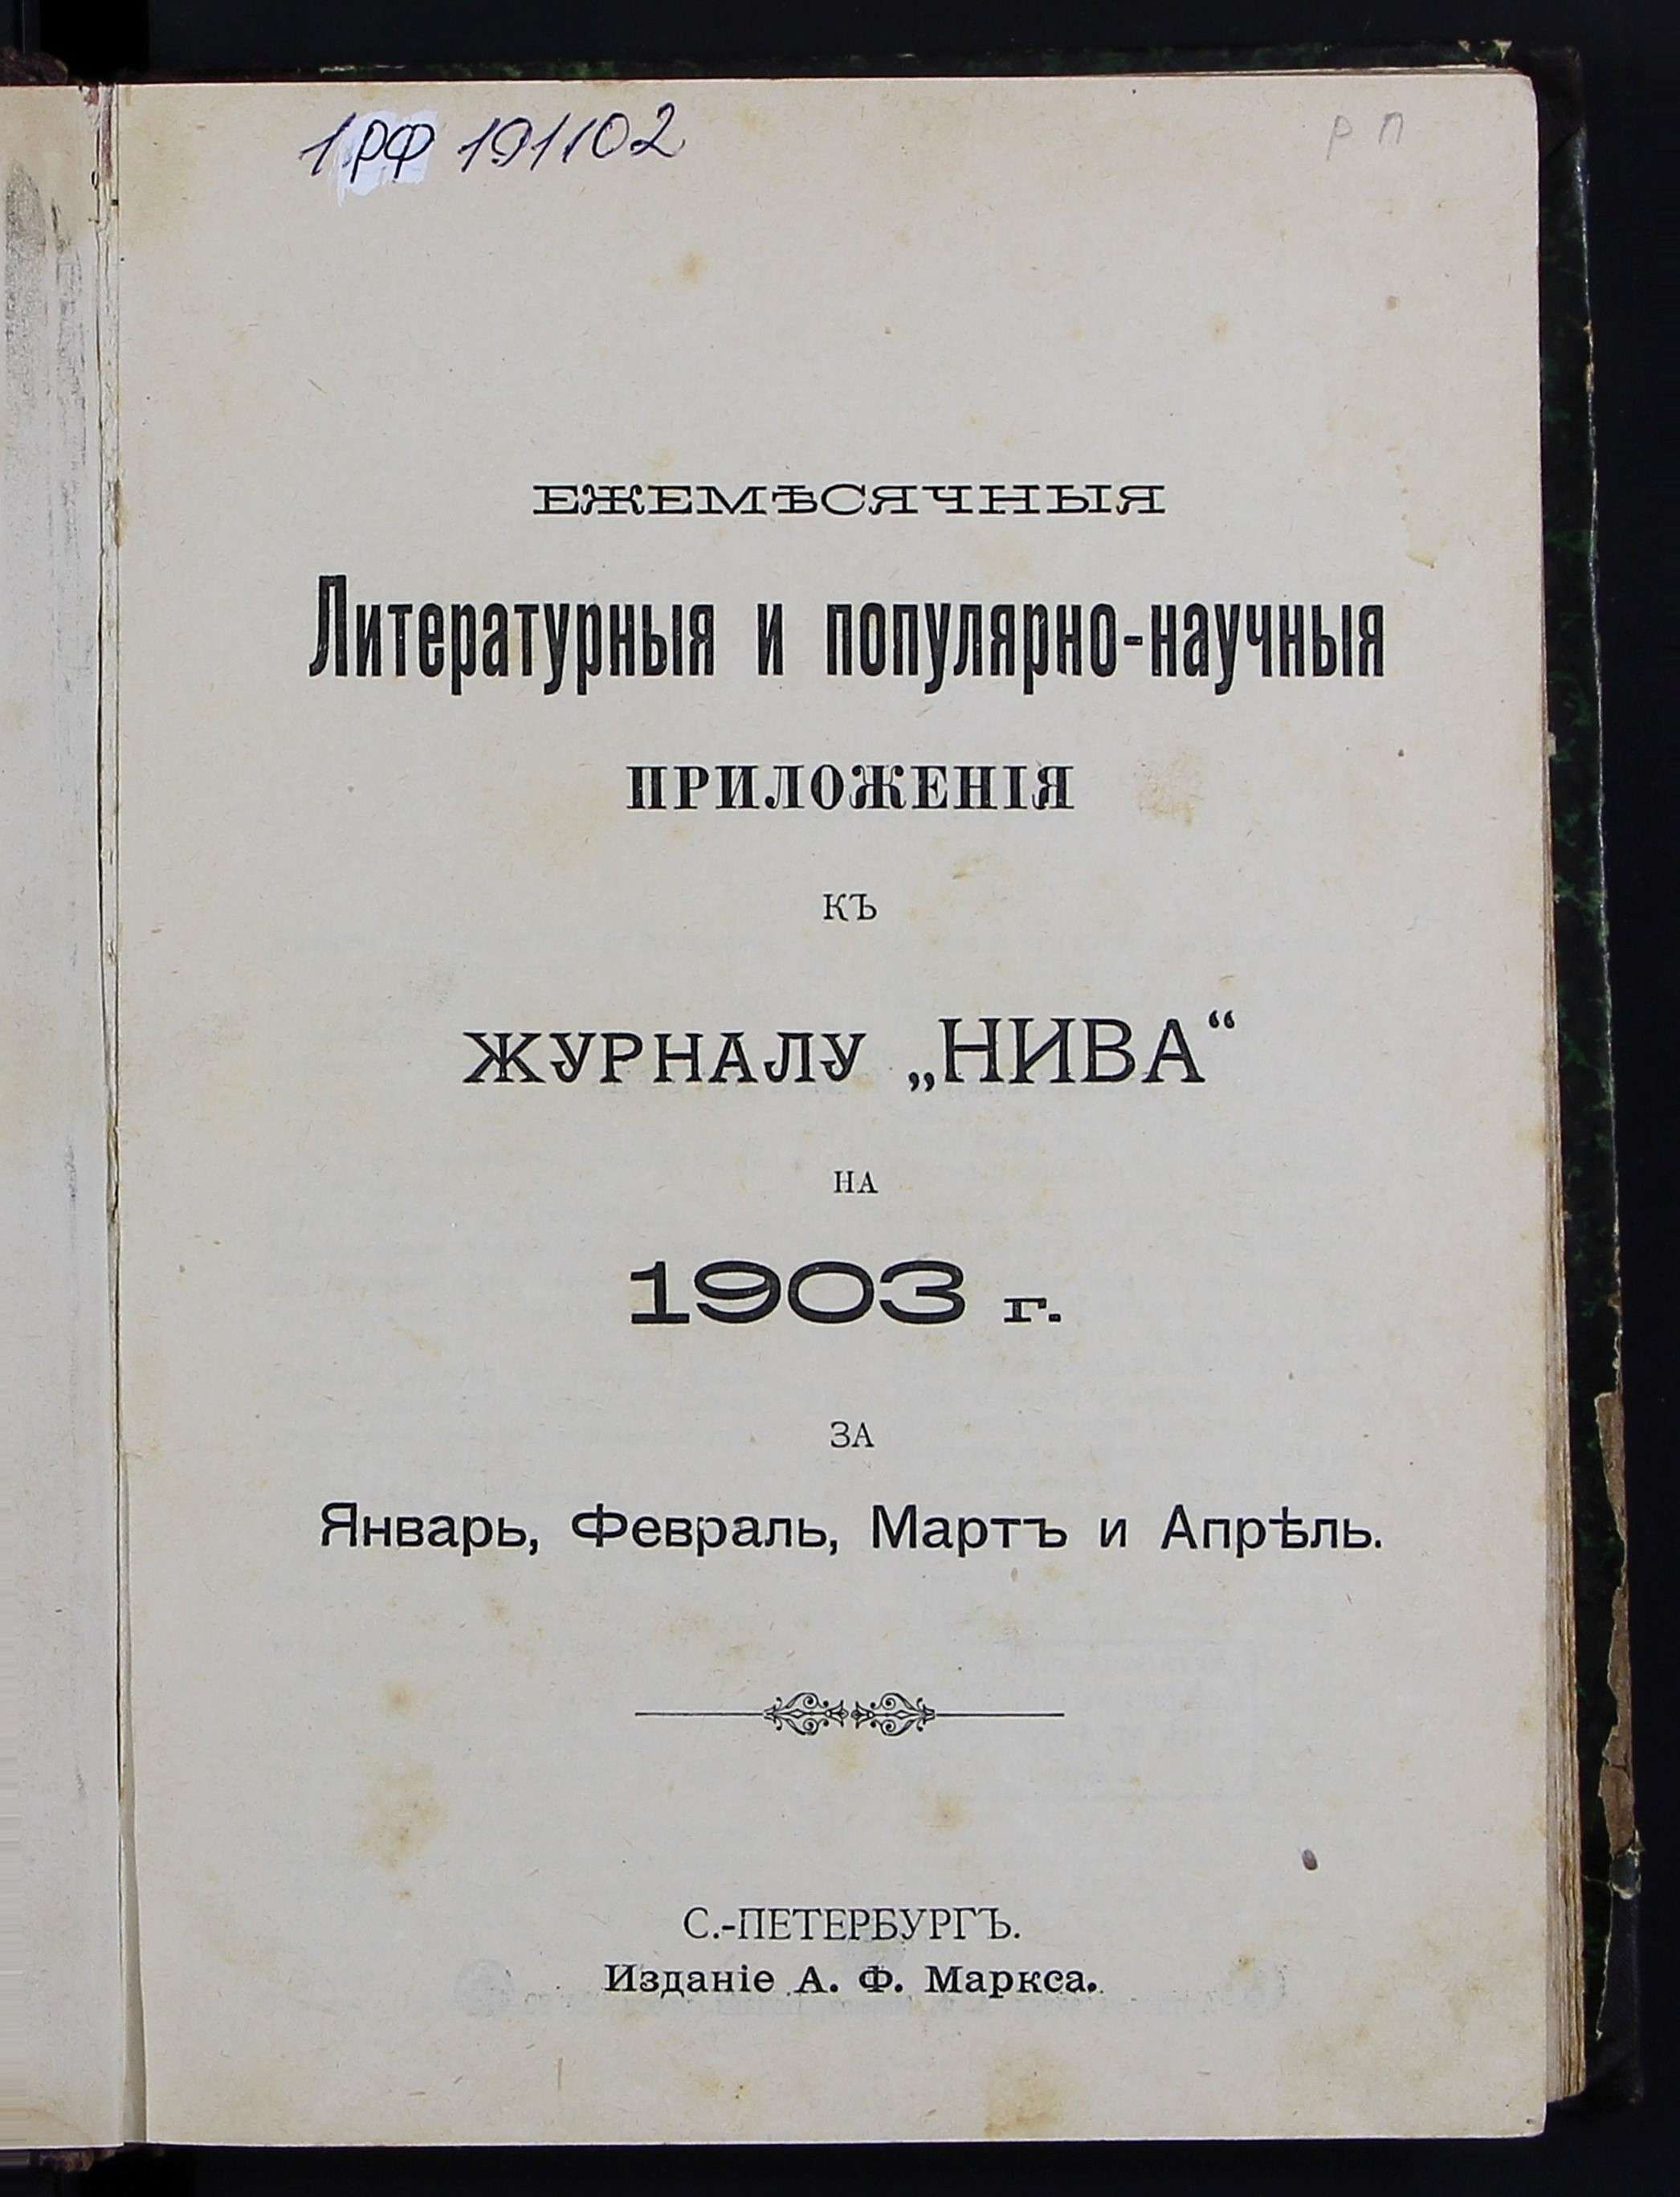 1 РФ 191102
Р П
ЕЖЕМѢСЯЧНЫЯ
Литературныя и популярно-научныя
ПРИЛОЖЕНІЯ
КЪ
ЖУРНАЛУ „НИВА“
НА
1903 г.
ЗА
Январь, Февраль, Мартъ и Апрѣль.
С.-ПЕТЕРБУРГЪ.
Изданіе А. Ф. Маркса.